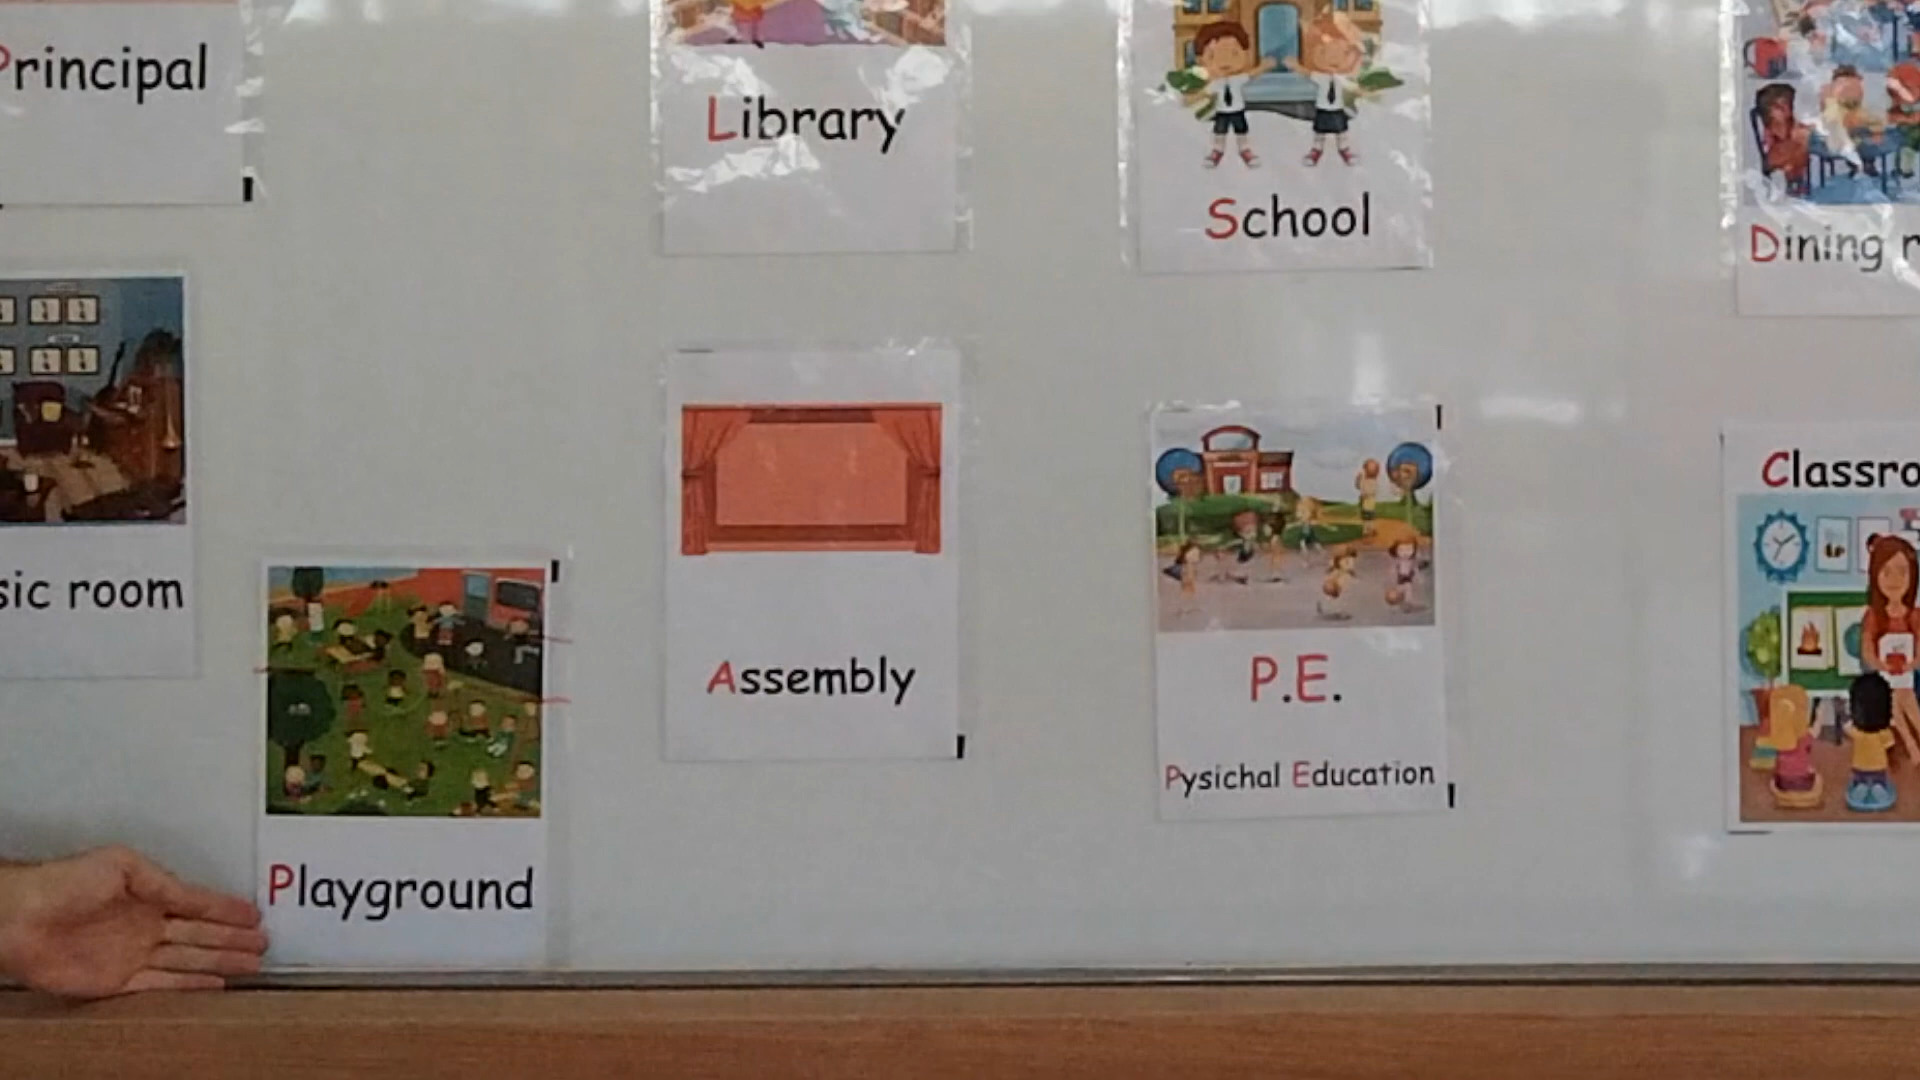 Principal
Library
School
Dining
sic room
Assembly
P.E.
Pysichal Education
Classro
Playground